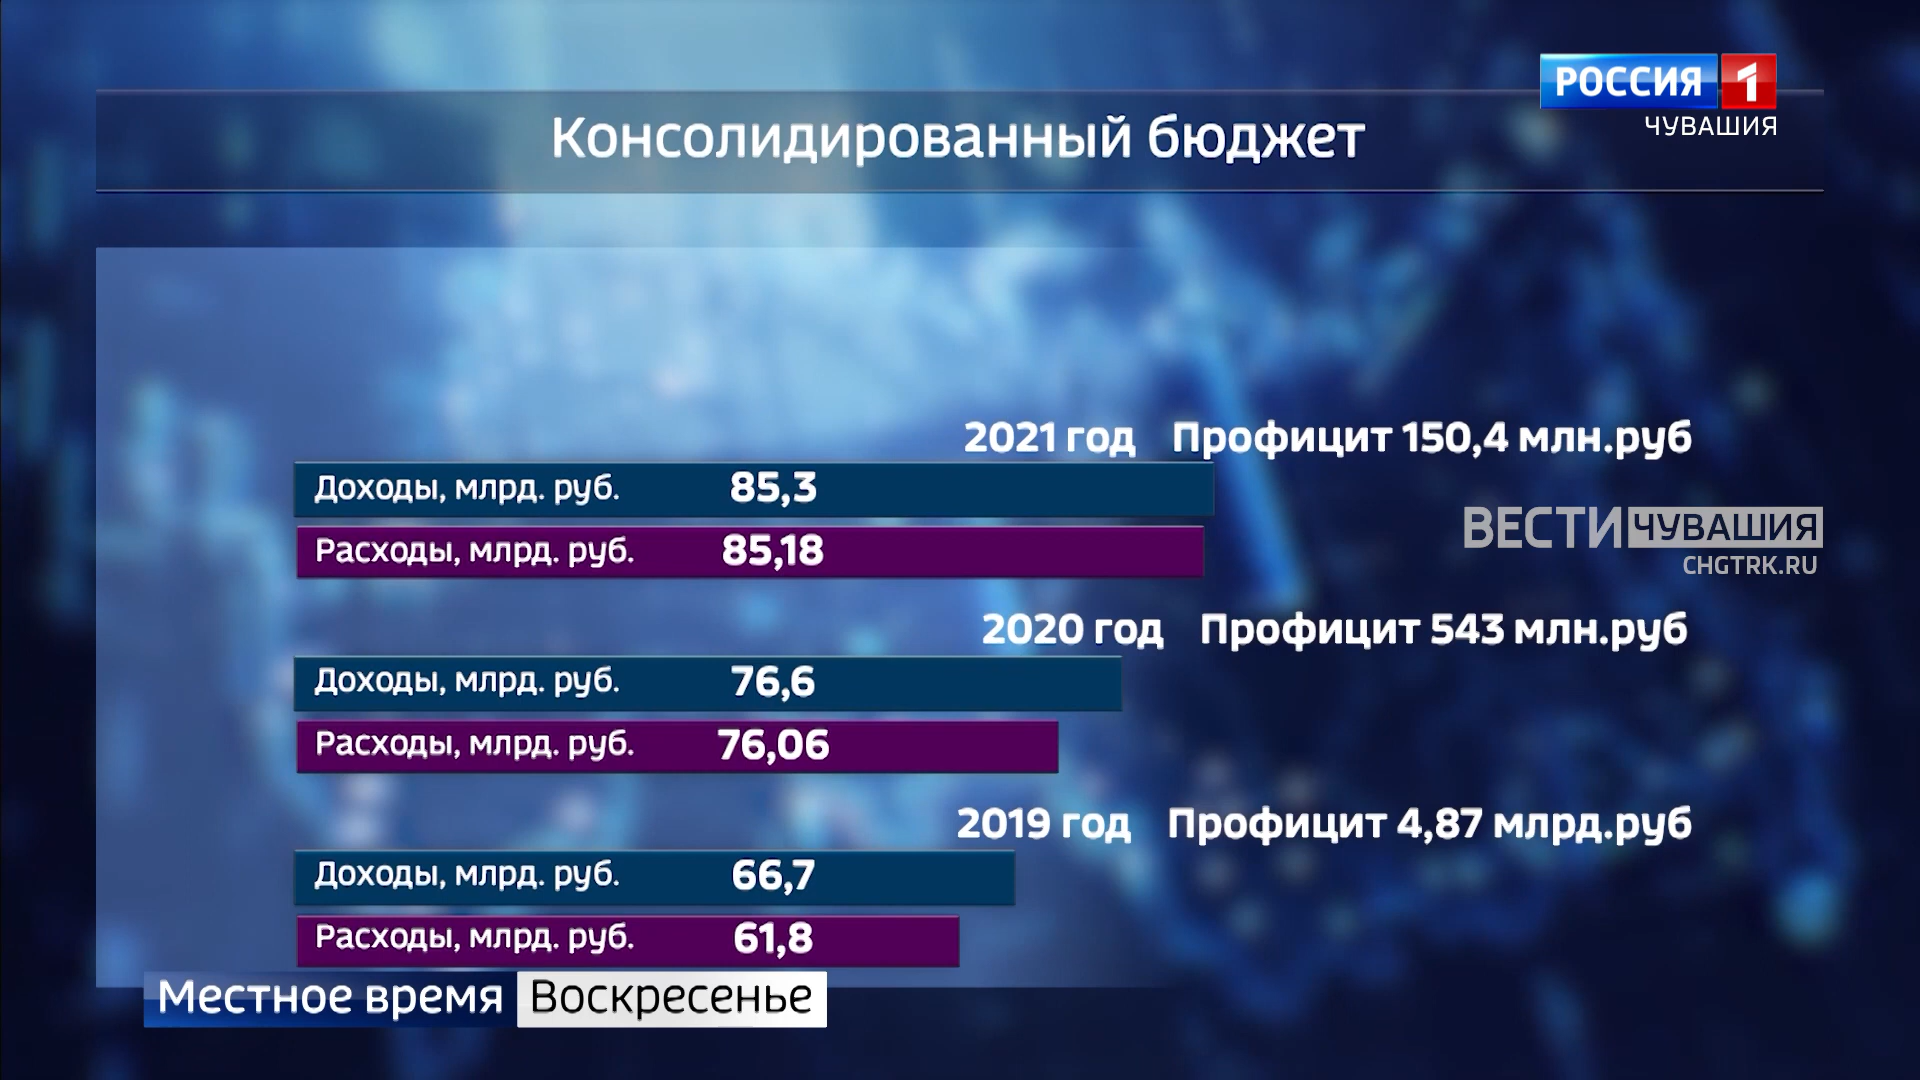 РОССИЯ 1
ЧУВАШИЯ
Консолидированный бюджет
2021 год Профицит 150,4 млн.руб
Доходы, млрд. руб. 85,3
Расходы, млрд. руб. 85,18
ВЕСТИ ЧУВАШИЯ
CHGTRK.RU
2020 год Профицит 543 млн.руб
Доходы, млрд. руб. 76,6
Расходы, млрд. руб. 76,06
2019 год Профицит 4,87 млрд.руб
Доходы, млрд. руб. 66,7
Расходы, млрд. руб. 61,8
Местное время Воскресенье